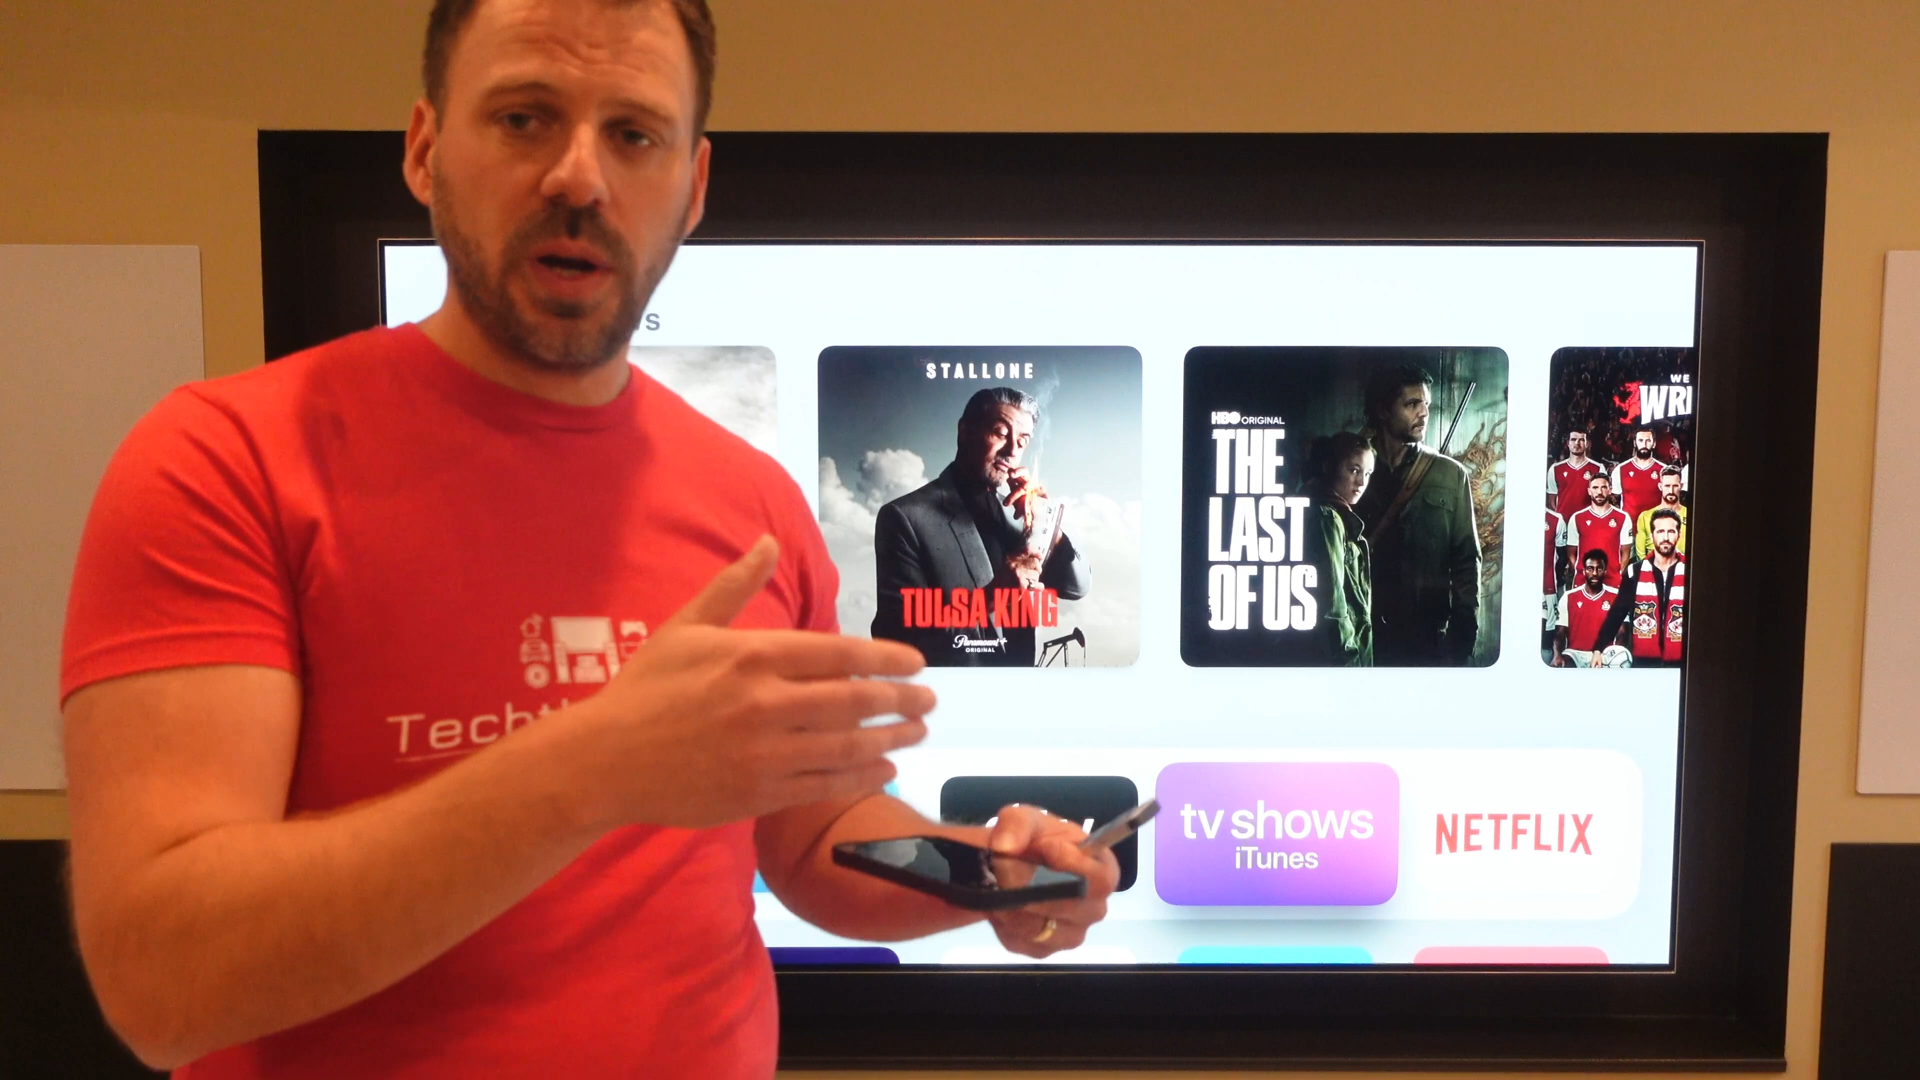 STALLONE
TULSA KING
Paramount+
ORIGINAL
HBO ORIGINAL
THE
LAST
OF US
WE
WR
Tech
tv shows
iTunes
NETFLIX